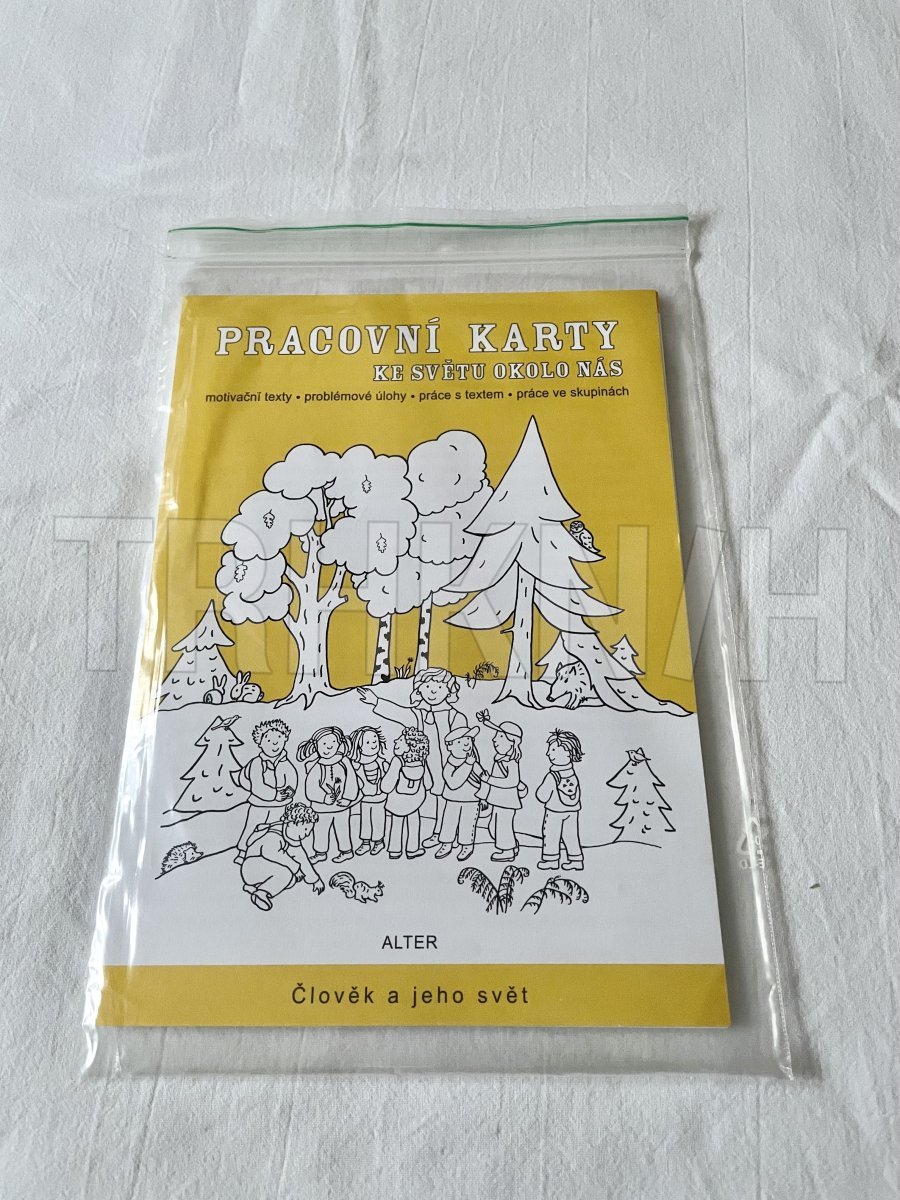 PRACOVNÍ KARTY
KE SVĚTU OKOLO NÁS
motivační texty • problémové úlohy • práce s textem • práce ve skupinách
TRHKNIH
ALTER
Člověk a jeho svět